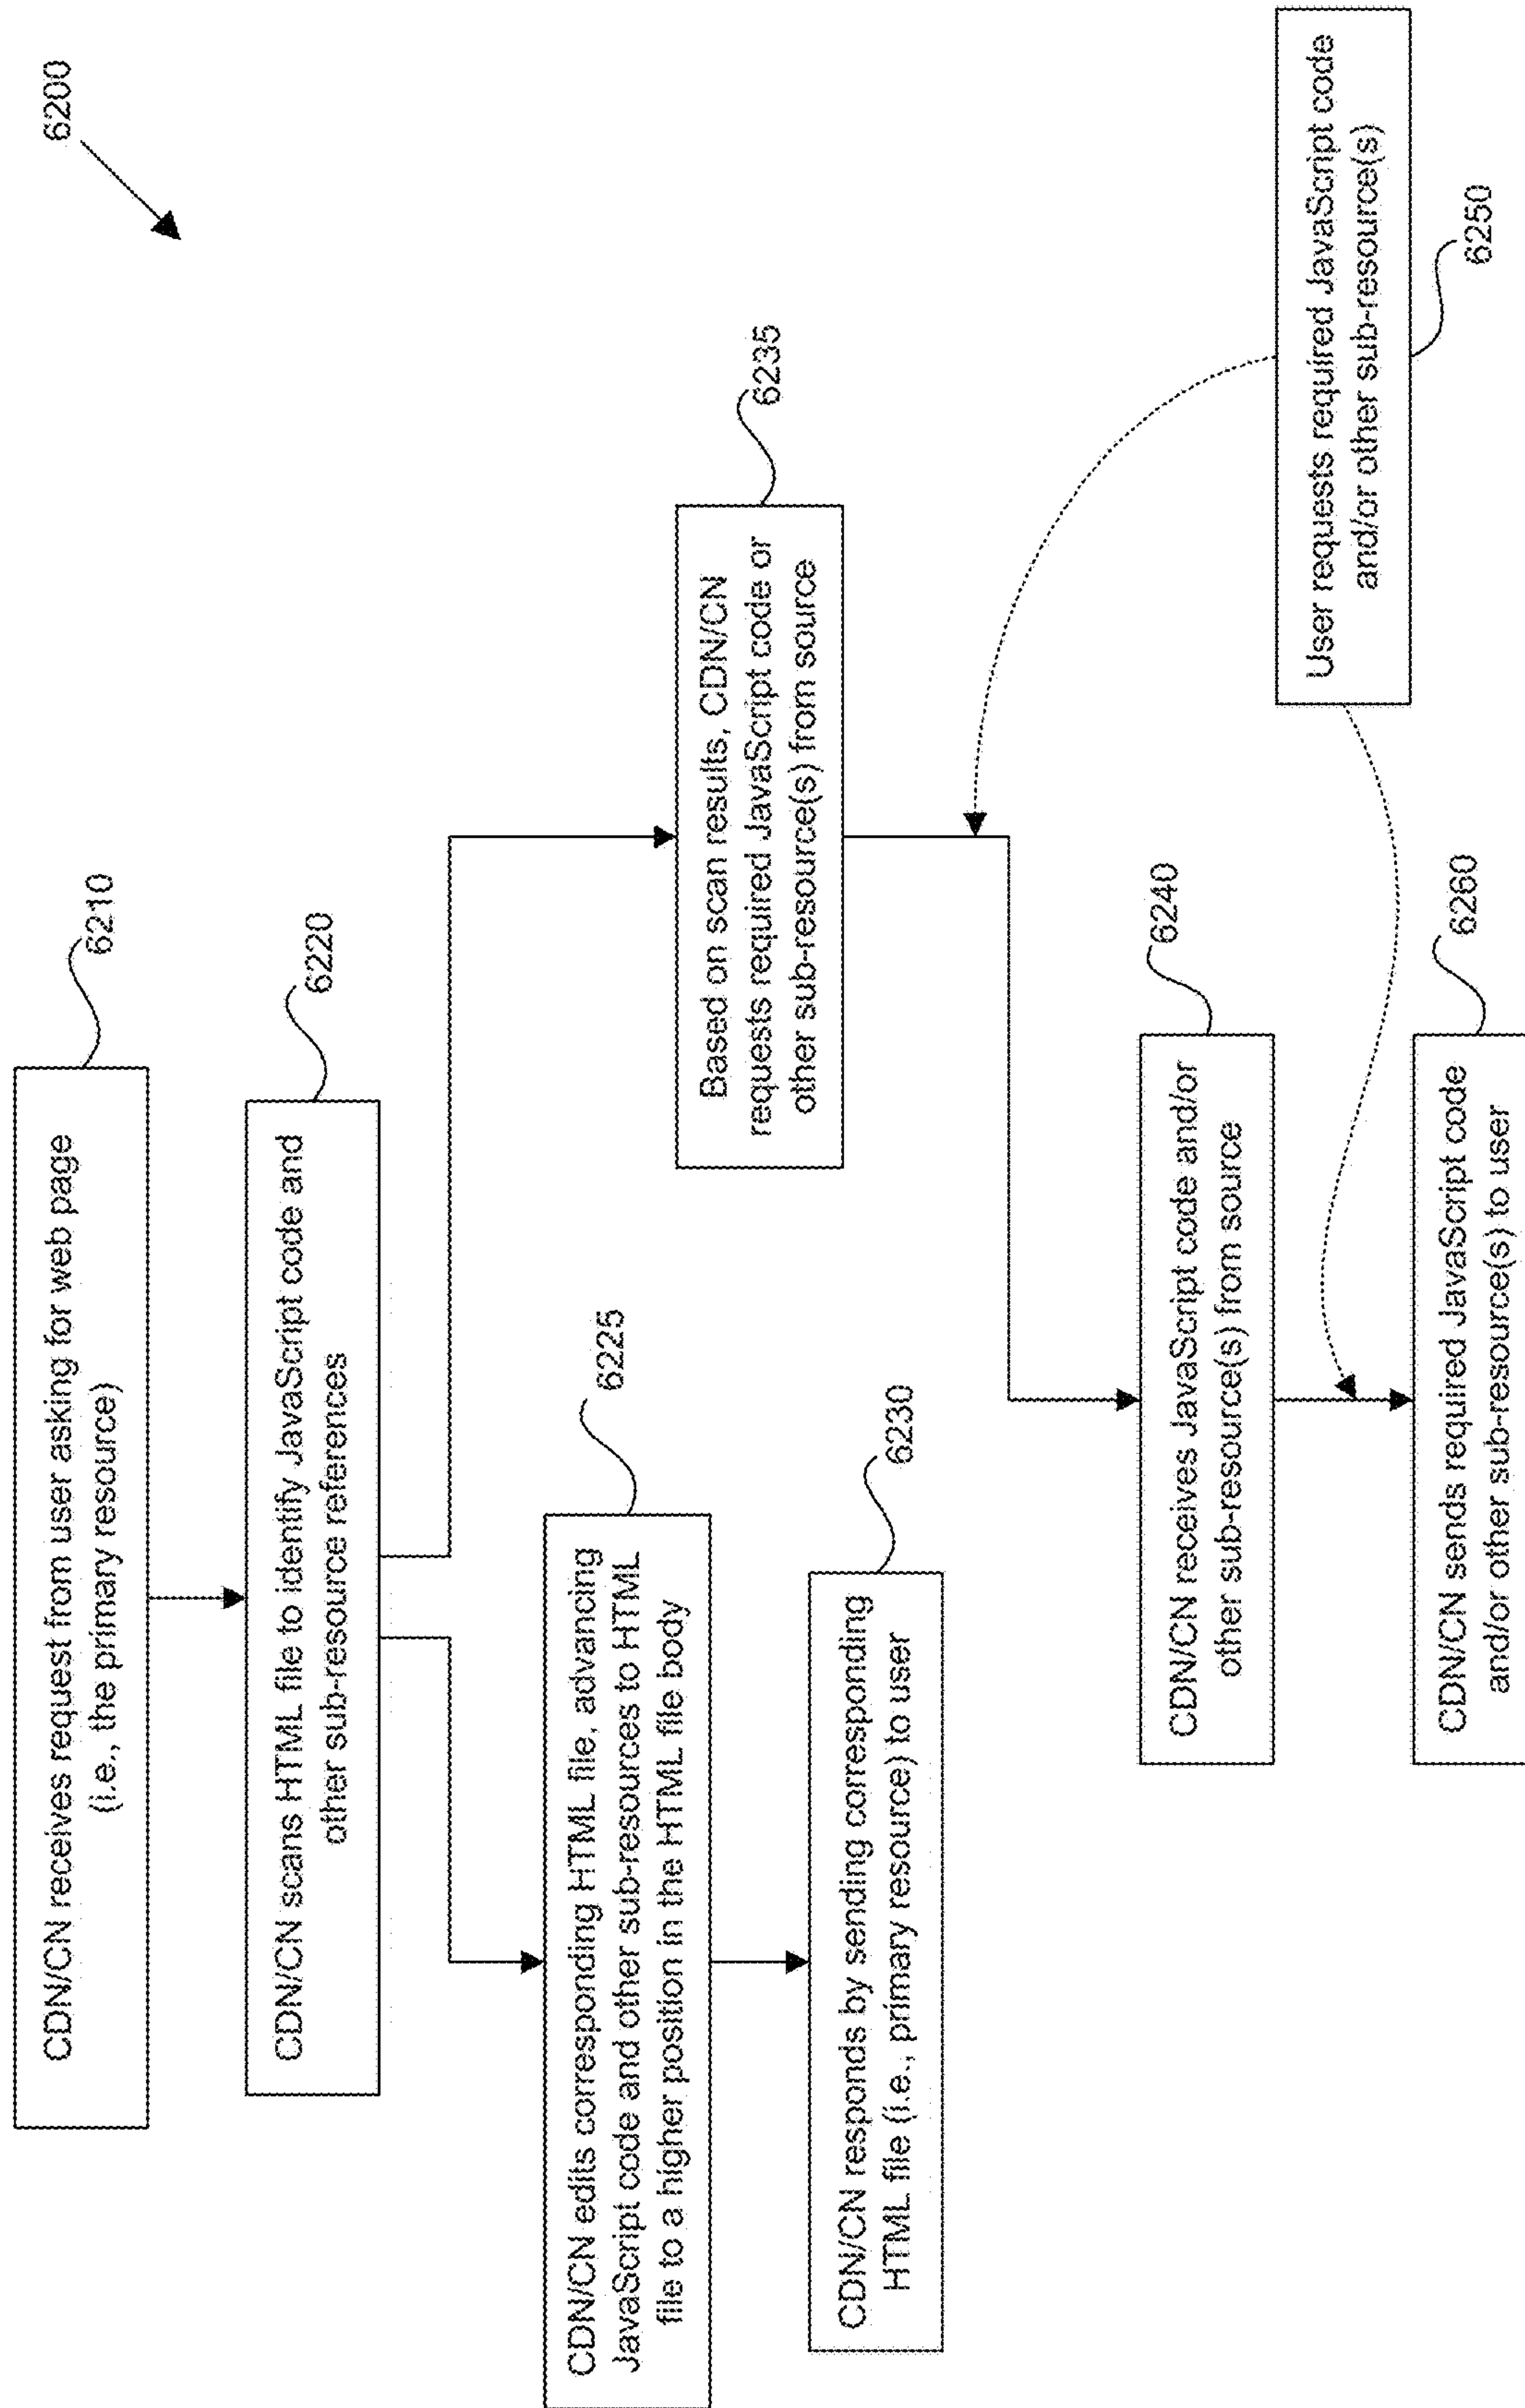 6200
CDN/CN receives request from user asking for web page
(i.e., the primary resource)
6210
CDN/CN scans HTML file to identify JavaScript code and
other sub-resource references
6220
CDN/CN edits corresponding HTML file, advancing
JavaScript code and other sub-resources to HTML
file to a higher position in the HTML file body
6225
Based on scan results, CDN/CN
requests required JavaScript code or
other sub-resource(s) from source
6235
CDN/CN responds by sending corresponding
HTML file (i.e., primary resource) to user
6230
CDN/CN receives JavaScript code and/or
other sub-resource(s) from source
6240
User requests required JavaScript code
and/or other sub-resource(s)
6250
CDN/CN sends required JavaScript code
and/or other sub-resource(s) to user
6260